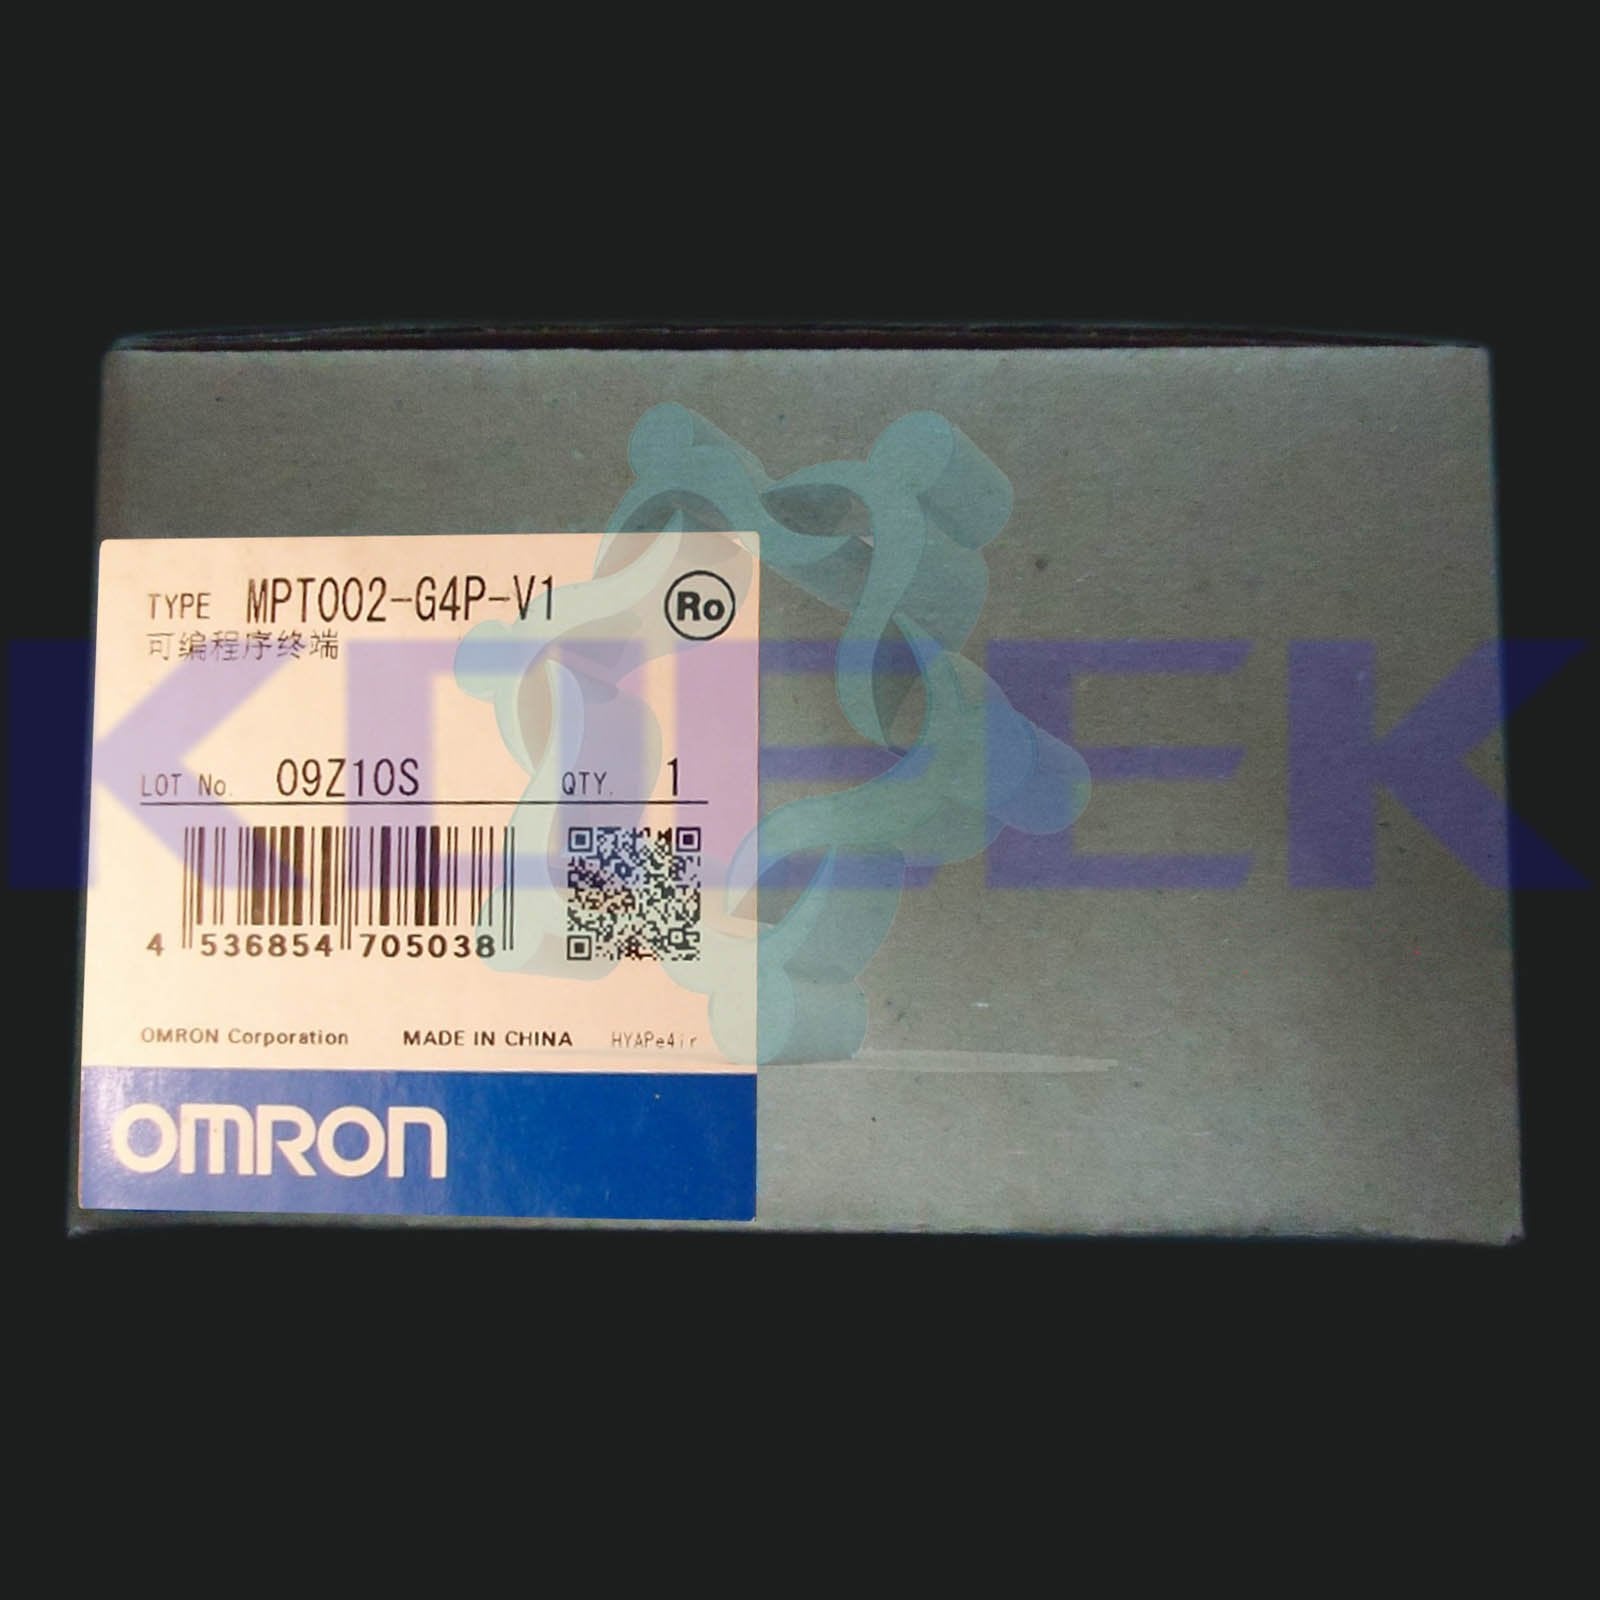 TYPE MPT002-G4P-V1 Ro
可编程序终端
KOEEK
LOT No. 09Z10S QTY. 1
4 536854 705038
OMRON Corporation MADE IN CHINA HYAPe4ir
OMRON